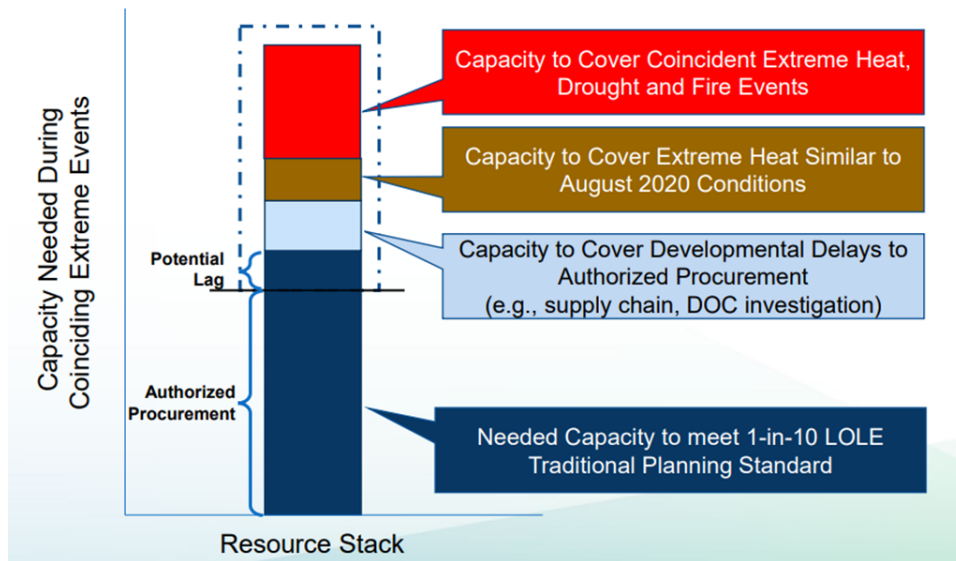 Capacity Needed During
Coinciding Extreme Events
Capacity to Cover Coincident Extreme Heat,
Drought and Fire Events
Capacity to Cover Extreme Heat Similar to
August 2020 Conditions
Potential
Lag
Capacity to Cover Developmental Delays to
Authorized Procurement
(e.g., supply chain, DOC investigation)
Authorized
Procurement
Needed Capacity to meet 1-in-10 LOLE
Traditional Planning Standard
Resource Stack